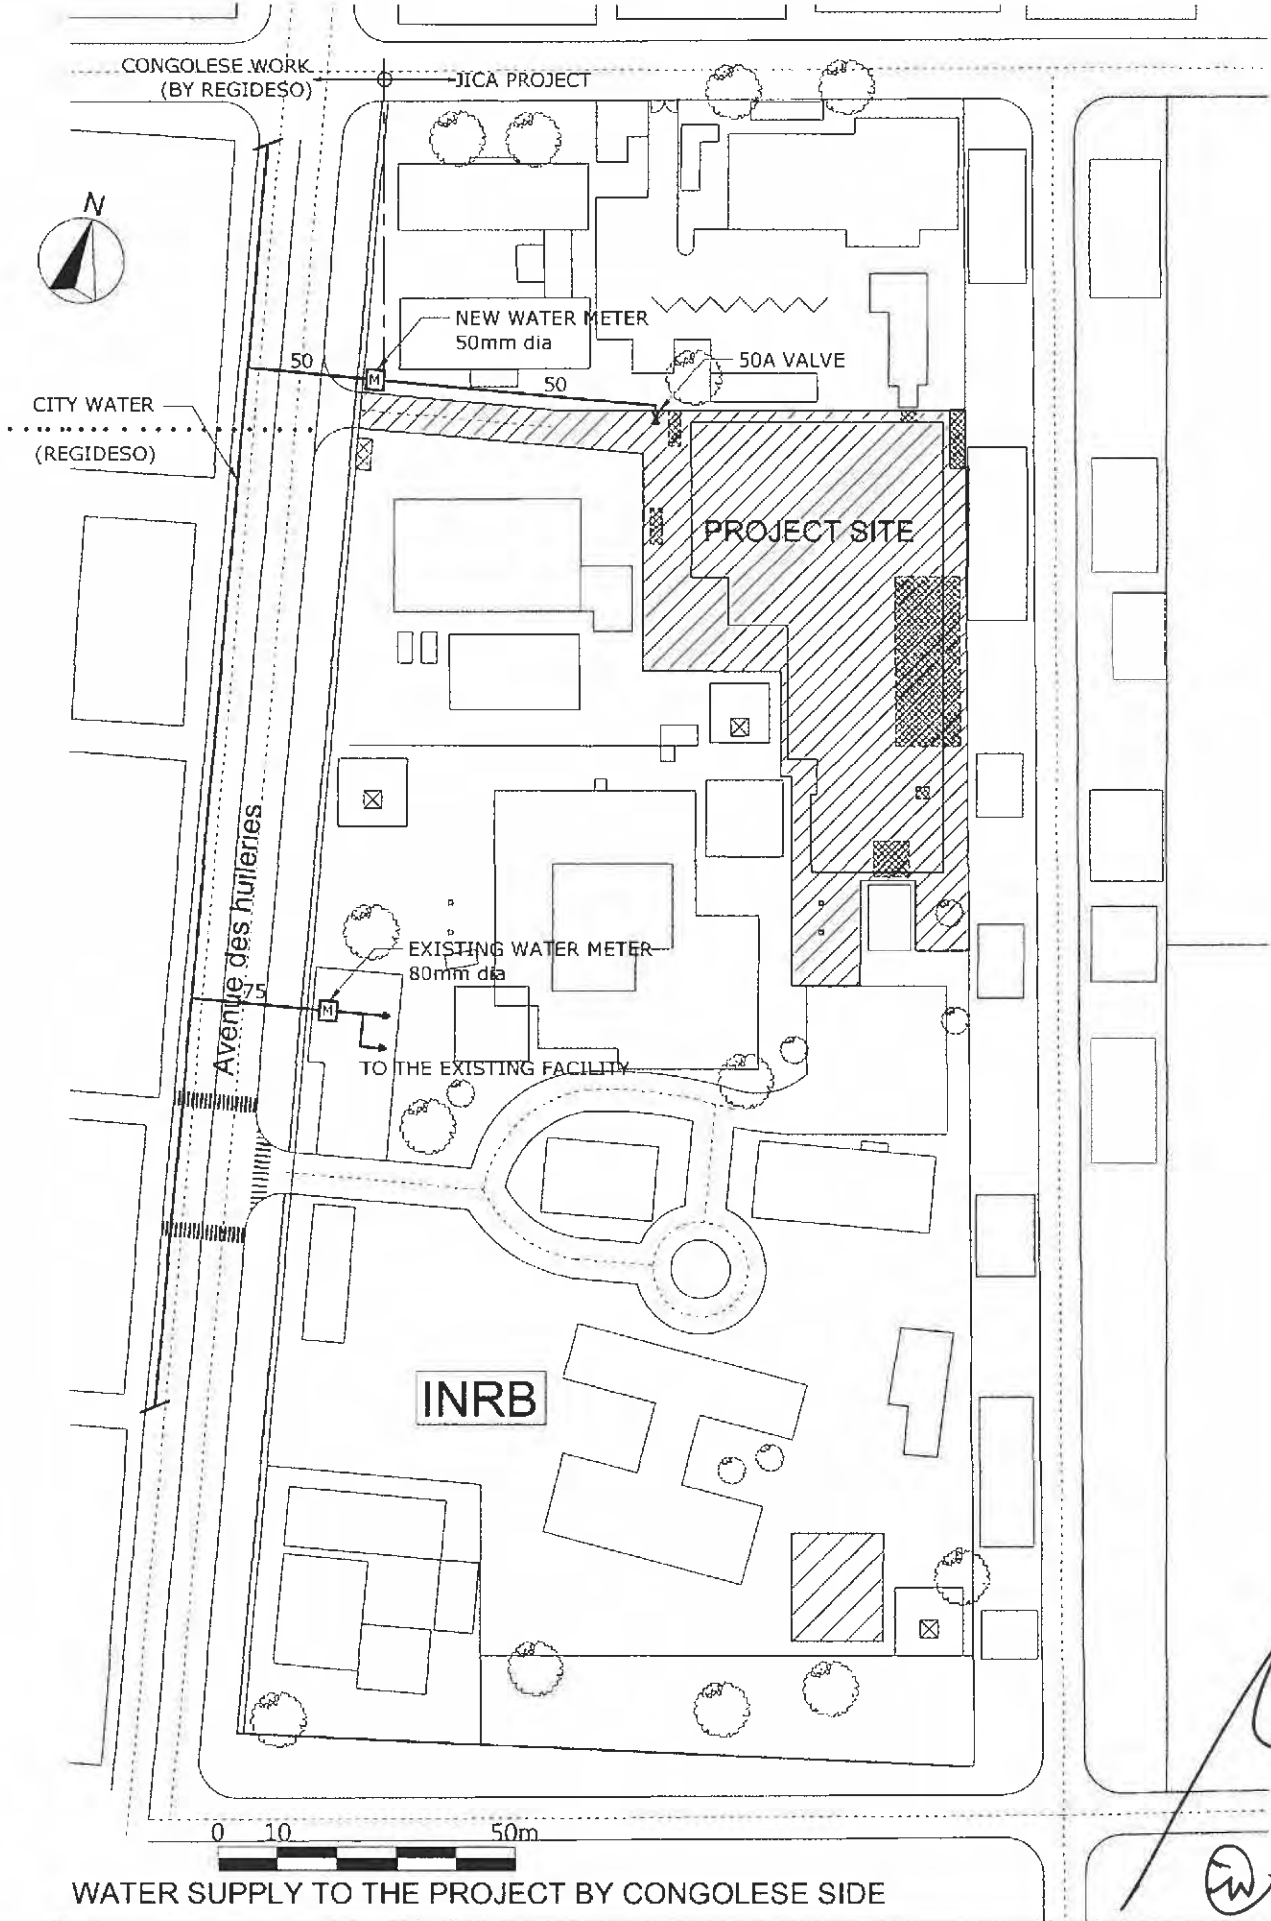 CONGOLESE WORK
(BY REGIDESO)
JICA PROJECT
N
NEW WATER METER
50mm dia
50
M
50
50A VALVE
CITY WATER
(REGIDESO)
PROJECT SITE
Avenue des huileries
EXISTING WATER METER
80mm dia
75
M
TO THE EXISTING FACILITY
INRB
0 10 50m
WATER SUPPLY TO THE PROJECT BY CONGOLESE SIDE